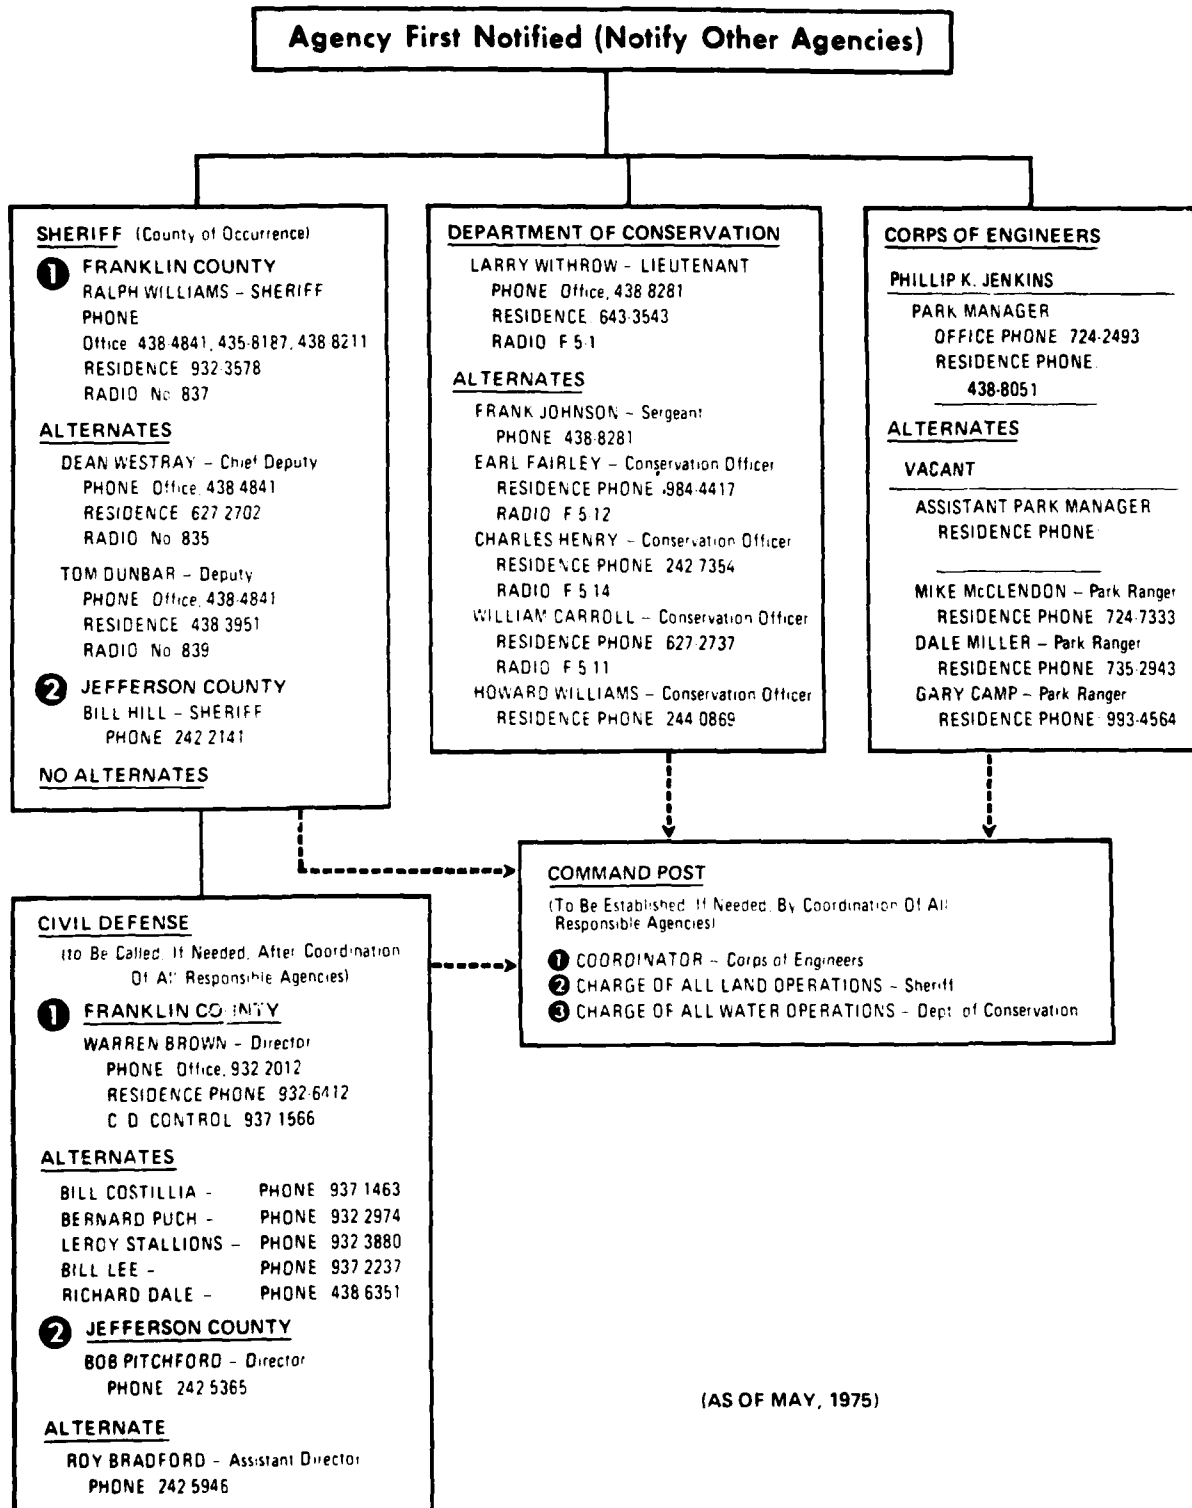 Agency First Notified (Notify Other Agencies)
SHERIFF (County of Occurrence)
1 FRANKLIN COUNTY
RALPH WILLIAMS – SHERIFF
PHONE
Office 438-4841, 435-8187, 438 8211
RESIDENCE 932-3578
RADIO No 837
ALTERNATES
DEAN WESTRAY – Chief Deputy
PHONE Office, 438 4841
RESIDENCE 627 2702
RADIO No 835
TOM DUNBAR – Deputy
PHONE Office, 438-4841
RESIDENCE 438 3951
RADIO No 839
2 JEFFERSON COUNTY
BILL HILL – SHERIFF
PHONE 242 2141
NO ALTERNATES
DEPARTMENT OF CONSERVATION
LARRY WITHROW – LIEUTENANT
PHONE Office, 438 8281
RESIDENCE 643-3543
RADIO F 5 1
ALTERNATES
FRANK JOHNSON – Sergeant
PHONE 438-8281
EARL FAIRLEY – Conservation Officer
RESIDENCE PHONE 984-4417
RADIO F 5 12
CHARLES HENRY – Conservation Officer
RESIDENCE PHONE 242 7354
RADIO F 5 14
WILLIAM CARROLL – Conservation Officer
RESIDENCE PHONE 627-2737
RADIO F 5 11
HOWARD WILLIAMS – Conservation Officer
RESIDENCE PHONE 244 0869
CORPS OF ENGINEERS
PHILLIP K. JENKINS
PARK MANAGER
OFFICE PHONE 724-2493
RESIDENCE PHONE
438-8051
ALTERNATES
VACANT
ASSISTANT PARK MANAGER
RESIDENCE PHONE
MIKE McCLENDON – Park Ranger
RESIDENCE PHONE 724-7333
DALE MILLER – Park Ranger
RESIDENCE PHONE 735-2943
GARY CAMP – Park Ranger
RESIDENCE PHONE 993-4564
COMMAND POST
(To Be Established, If Needed, By Coordination Of All
Responsible Agencies)
1 COORDINATOR – Corps of Engineers
2 CHARGE OF ALL LAND OPERATIONS – Sheriff
3 CHARGE OF ALL WATER OPERATIONS – Dept. of Conservation
CIVIL DEFENSE
(to Be Called, If Needed, After Coordination
Of All Responsible Agencies)
1 FRANKLIN COUNTY
WARREN BROWN – Director
PHONE Office, 932 2012
RESIDENCE PHONE 932-6412
C D CONTROL 937 1566
ALTERNATES
BILL COSTILLIA – PHONE 937 1463
BERNARD PUCH – PHONE 932 2974
LEROY STALLIONS – PHONE 932 3880
BILL LEE – PHONE 937 2237
RICHARD DALE – PHONE 438 6351
2 JEFFERSON COUNTY
BOB PITCHFORD – Director
PHONE 242 5365
ALTERNATE
ROY BRADFORD – Assistant Director
PHONE 242 5946
(AS OF MAY, 1975)